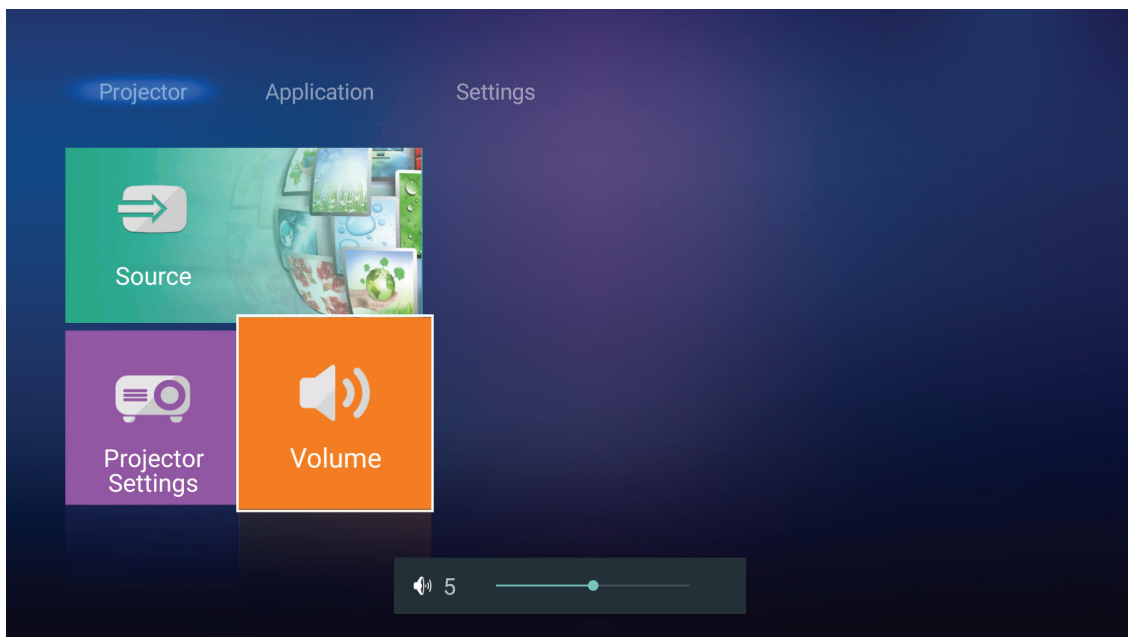 Projector Application Settings
Source
Projector
Settings
Volume
5